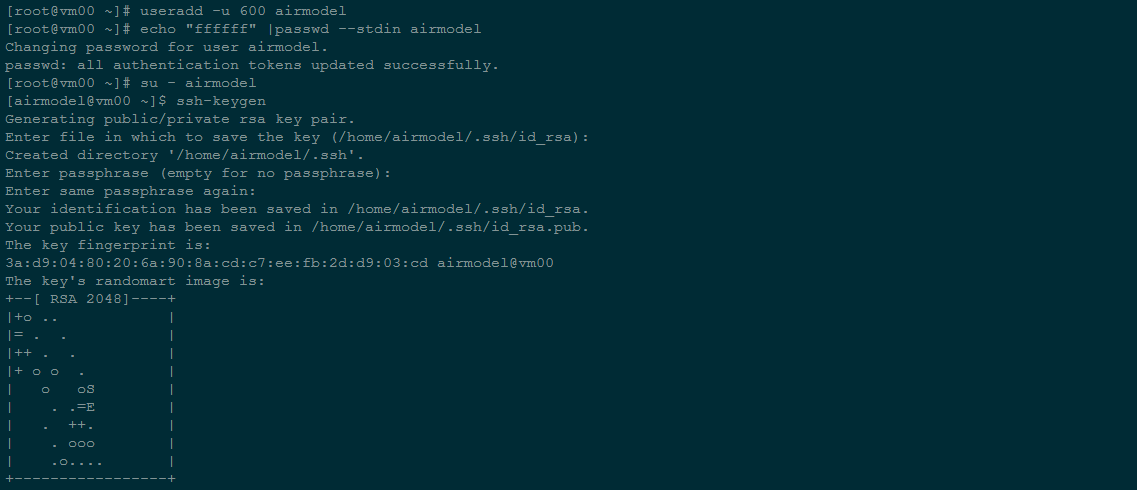 [root@vm00 ~]# useradd -u 600 airmodel
[root@vm00 ~]# echo "ffffff" |passwd --stdin airmodel
Changing password for user airmodel.
passwd: all authentication tokens updated successfully.
[root@vm00 ~]# su - airmodel
[airmodel@vm00 ~]$ ssh-keygen
Generating public/private rsa key pair.
Enter file in which to save the key (/home/airmodel/.ssh/id_rsa):
Created directory '/home/airmodel/.ssh'.
Enter passphrase (empty for no passphrase):
Enter same passphrase again:
Your identification has been saved in /home/airmodel/.ssh/id_rsa.
Your public key has been saved in /home/airmodel/.ssh/id_rsa.pub.
The key fingerprint is:
3a:d9:04:80:20:6a:90:8a:cd:c7:ee:fb:2d:d9:03:cd airmodel@vm00
The key's randomart image is:
+--[ RSA 2048]----+
|+o ..            |
|= .  .           |
|++ .  .          |
|+ o o  .         |
|   o   oS        |
|    . .=E        |
|   .  ++.        |
|    . ooo        |
|    .o....       |
+-----------------+